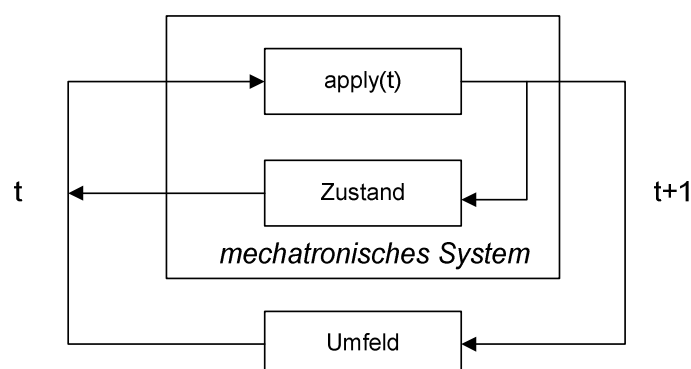 apply(t)
t
Zustand
t+1
mechatronisches System
Umfeld